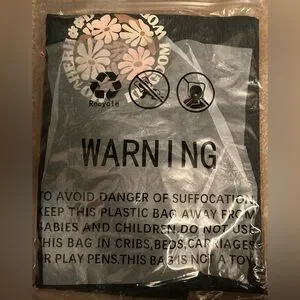 Recycle
WARNING
TO AVOID DANGER OF SUFFOCATION
KEEP THIS PLASTIC BAG AWAY FROM
BABIES AND CHILDREN.DO NOT USE
THIS BAG IN CRIBS,BEDS,CARRIAGES
OR PLAY PENS.THIS BAG IS NOT A TOY